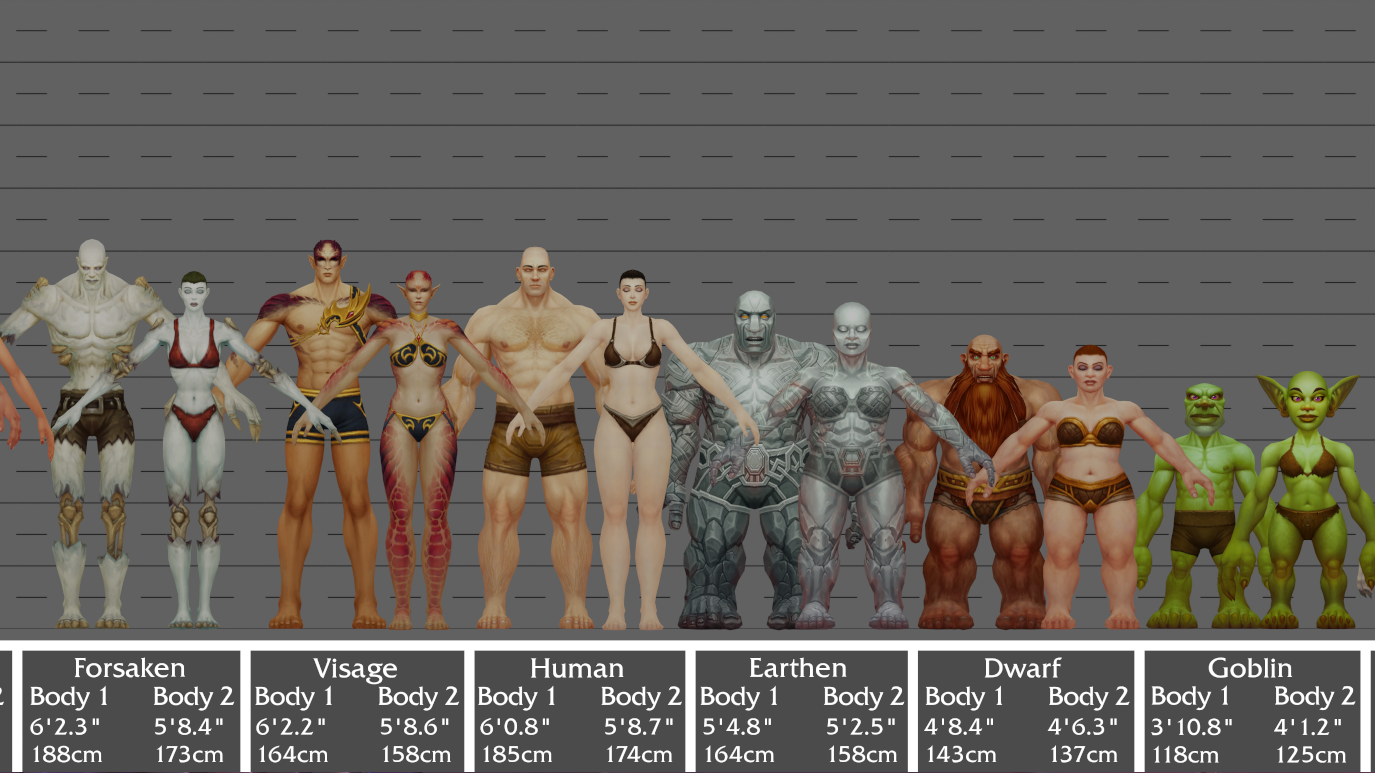 Forsaken
Body 1 Body 2
6'2.3" 5'8.4"
188cm 173cm
Visage
Body 1 Body 2
6'2.2" 5'8.6"
164cm 158cm
Human
Body 1 Body 2
6'0.8" 5'8.7"
185cm 174cm
Earthen
Body 1 Body 2
5'4.8" 5'2.5"
164cm 158cm
Dwarf
Body 1 Body 2
4'8.4" 4'6.3"
143cm 137cm
Goblin
Body 1 Body 2
3'10.8" 4'1.2"
118cm 125cm